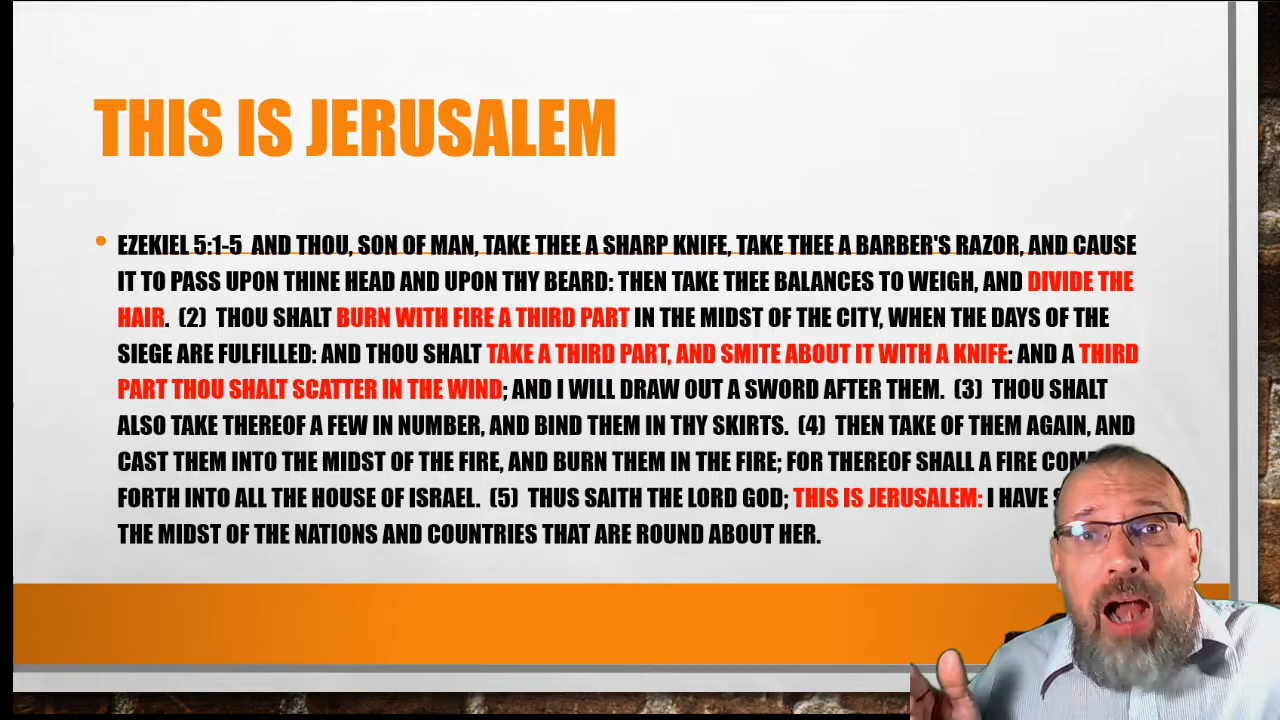 THIS IS JERUSALEM
• EZEKIEL 5:1-5  AND THOU, SON OF MAN, TAKE THEE A SHARP KNIFE, TAKE THEE A BARBER'S RAZOR, AND CAUSE
IT TO PASS UPON THINE HEAD AND UPON THY BEARD: THEN TAKE THEE BALANCES TO WEIGH, AND DIVIDE THE
HAIR.  (2)  THOU SHALT BURN WITH FIRE A THIRD PART IN THE MIDST OF THE CITY, WHEN THE DAYS OF THE
SIEGE ARE FULFILLED: AND THOU SHALT TAKE A THIRD PART, AND SMITE ABOUT IT WITH A KNIFE: AND A THIRD
PART THOU SHALT SCATTER IN THE WIND; AND I WILL DRAW OUT A SWORD AFTER THEM.  (3)  THOU SHALT
ALSO TAKE THEREOF A FEW IN NUMBER, AND BIND THEM IN THY SKIRTS.  (4)  THEN TAKE OF THEM AGAIN, AND
CAST THEM INTO THE MIDST OF THE FIRE, AND BURN THEM IN THE FIRE; FOR THEREOF SHALL A FIRE
FORTH INTO ALL THE HOUSE OF ISRAEL.  (5)  THUS SAITH THE LORD GOD; THIS IS JERUSALEM: I HAVE
THE MIDST OF THE NATIONS AND COUNTRIES THAT ARE ROUND ABOUT HER.